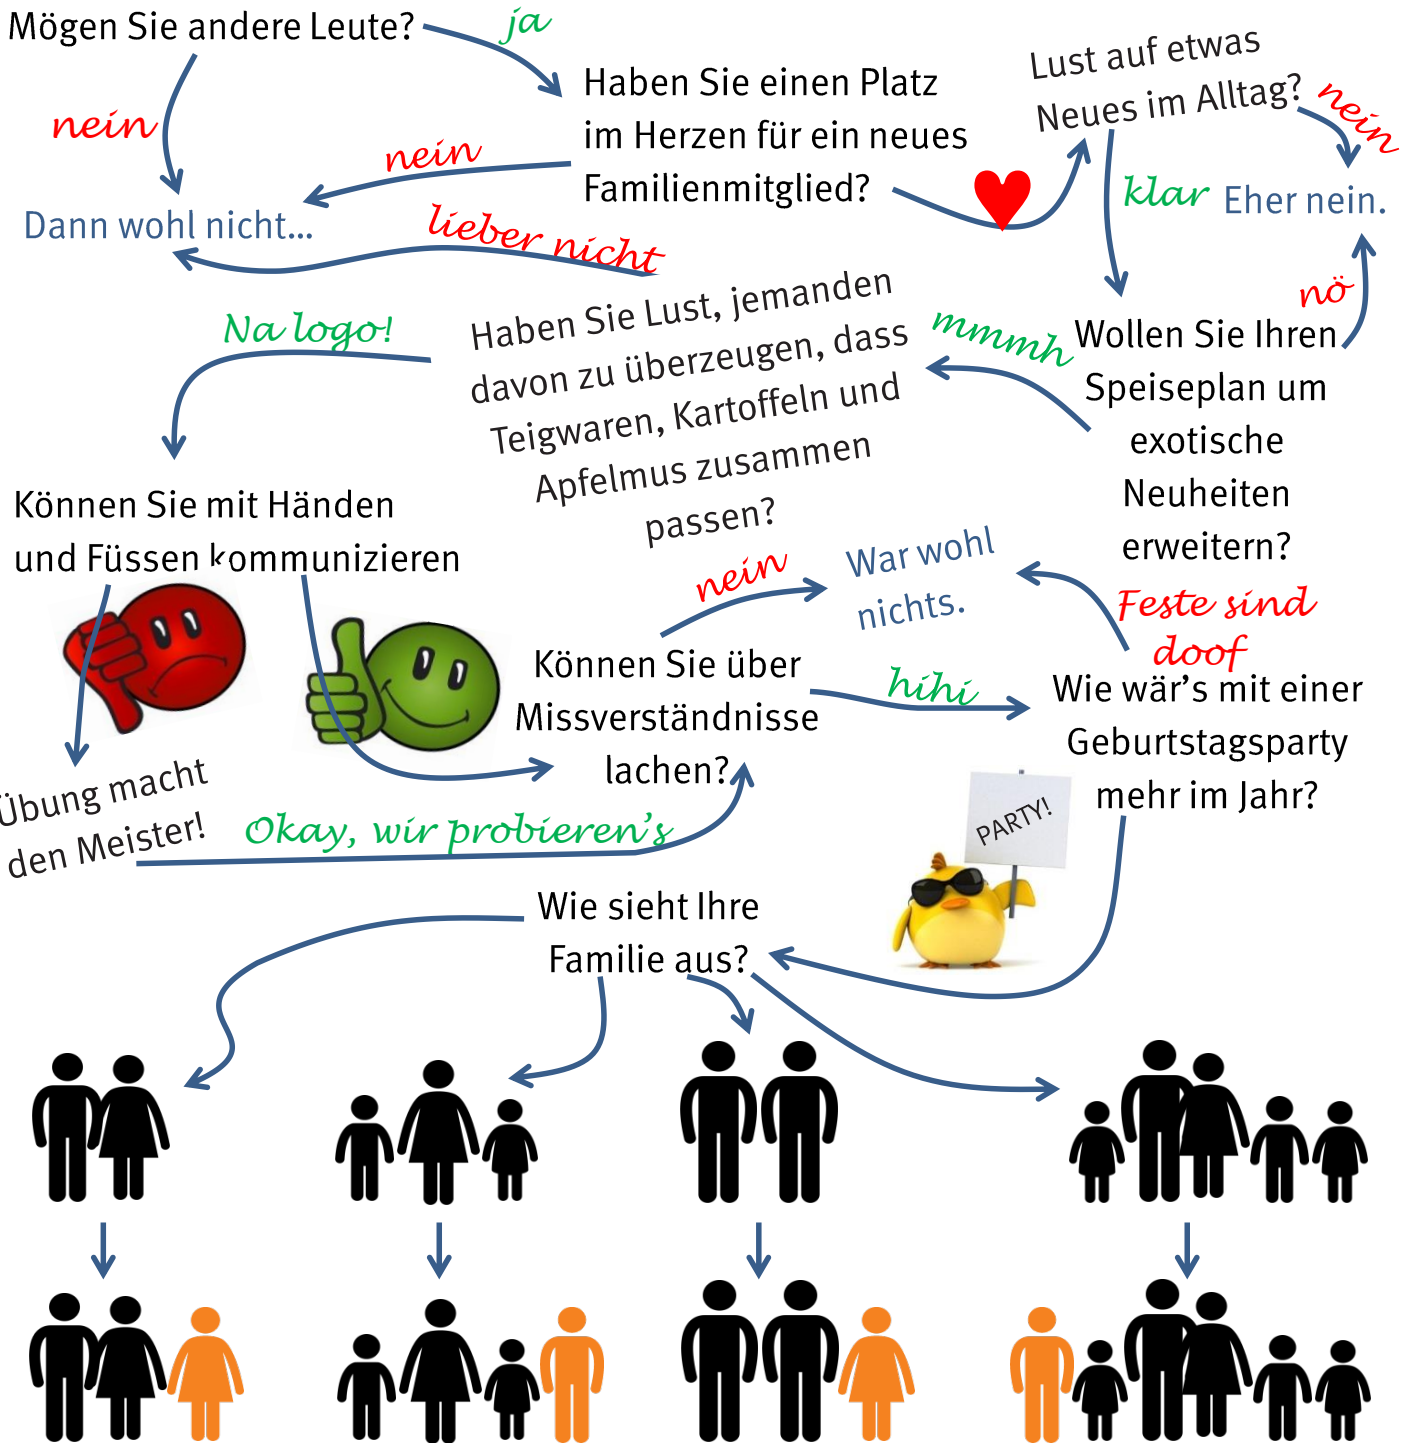 Mögen Sie andere Leute?
ja
nein
Haben Sie einen Platz
im Herzen für ein neues
Familienmitglied?
nein
Dann wohl nicht...
Lust auf etwas
Neues im Alltag?
nein
klar
Eher nein.
nö
Wollen Sie Ihren
Speiseplan um
exotische
Neuheiten
erweitern?
mmmh
lieber nicht
Haben Sie Lust, jemanden
davon zu überzeugen, dass
Teigwaren, Kartoffeln und
Apfelmus zusammen
passen?
Na logo!
Können Sie mit Händen
und Füssen kommunizieren
Übung macht
den Meister!
Okay, wir probieren's
Können Sie über
Missverständnisse
lachen?
nein
War wohl
nichts.
hihi
Feste sind
doof
Wie wär's mit einer
Geburtstagsparty
mehr im Jahr?
PARTY!
Wie sieht Ihre
Familie aus?